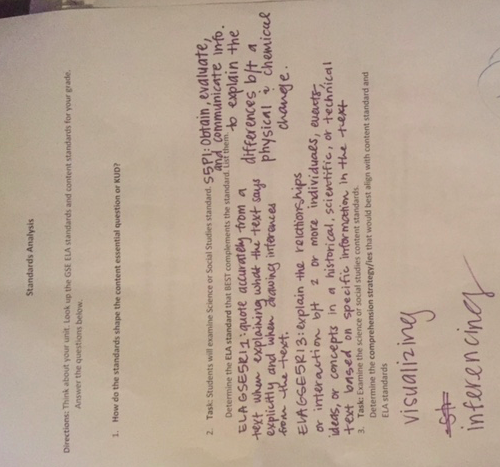 Standards Analysis
Directions: Think about your unit. Look up the GSE ELA standards and content standards for your grade.
Answer the questions below.
1. How do the standards shape the content essential question or KUD?
2. Task: Students will examine Science or Social Studies standard. S5P1: Obtain, evaluate,
and communicate info.
to explain the
differences b/t a
physical & chemical
change.
Determine the ELA standard that BEST complements the standard. List them.
ELAGSE5RI1: quote accurately from a
text when explaining what the text says
explicitly and when drawing inferences
from the text.
ELAGSE5RI3: explain the relationships
or interaction b/t 2 or more individuals, events,
ideas, or concepts in a historical, scientific, or technical
text based on specific information in the text
3. Task: Examine the science or social studies content standards.
Determine the comprehension strategy/ies that would best align with content standard and
ELA standards
visualizing
inferencing